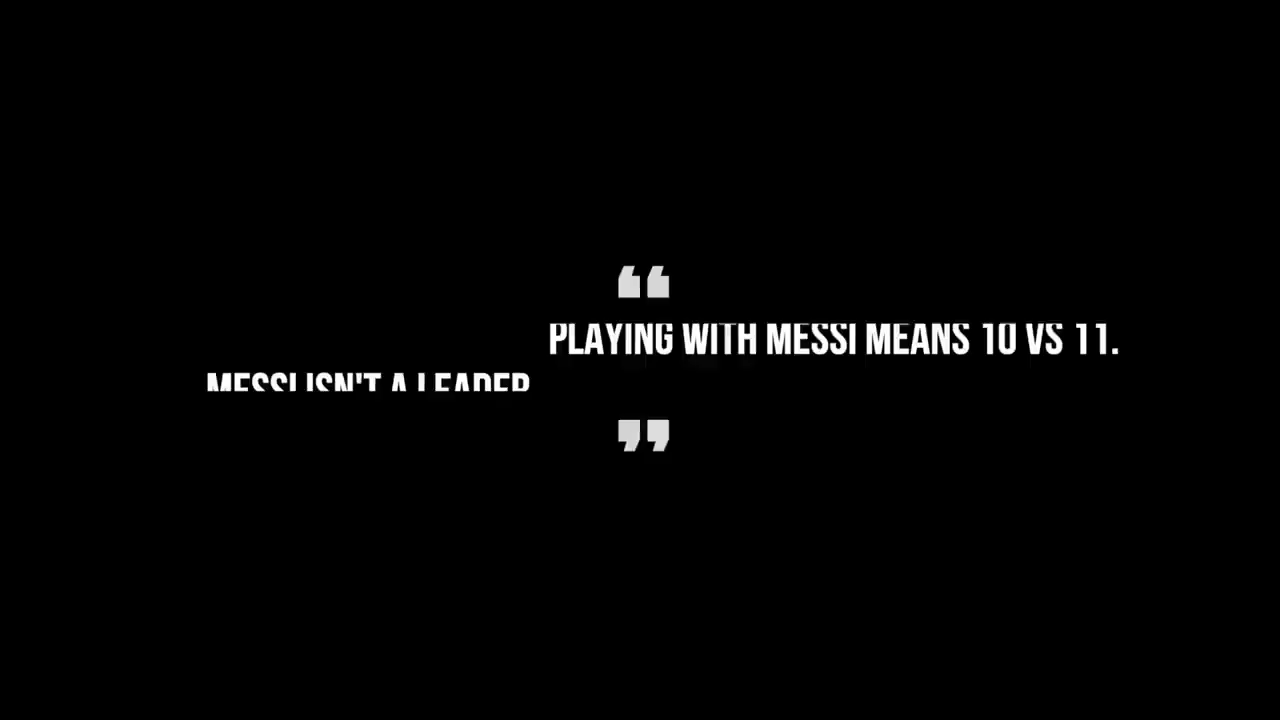 “
PLAYING WITH MESSI MEANS 10 VS 11.
MESSI ISN'T A LEADER
”